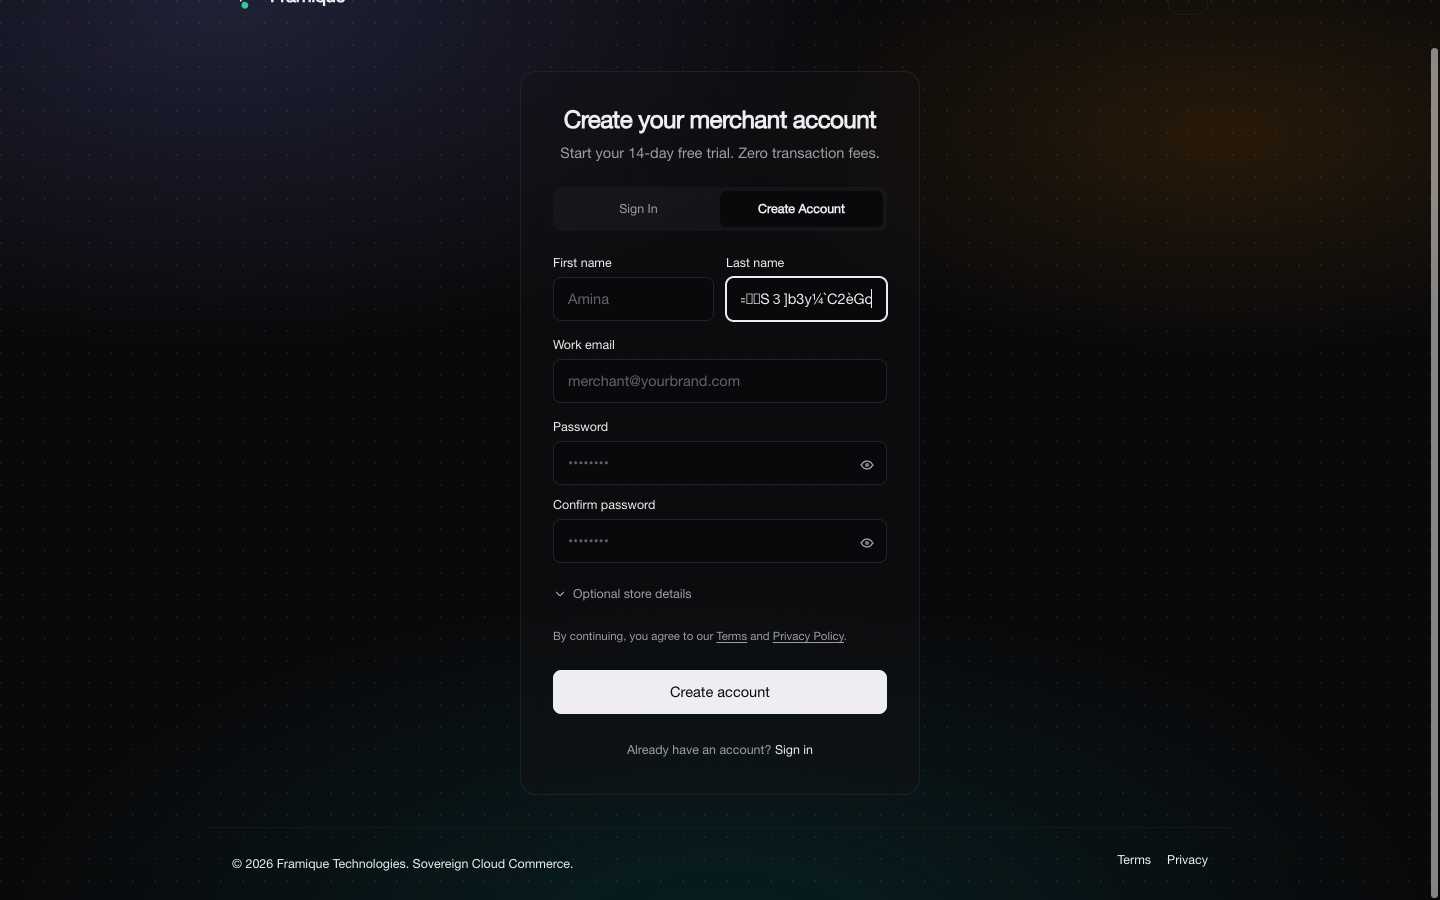 Create your merchant account
Start your 14-day free trial. Zero transaction fees.
Sign In
Create Account
First name
Last name
Amina
Work email
merchant@yourbrand.com
Password
••••••••
Confirm password
••••••••
Optional store details
By continuing, you agree to our Terms and Privacy Policy.
Create account
Already have an account? Sign in
© 2026 Framique Technologies. Sovereign Cloud Commerce.
Terms
Privacy